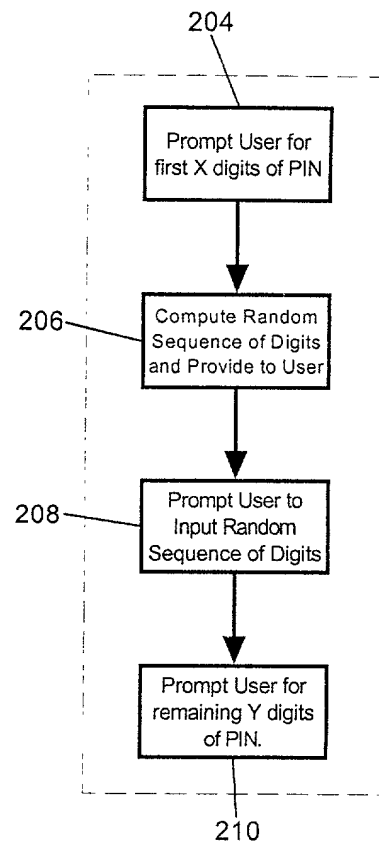 204
Prompt User for
first X digits of PIN
206
Compute Random
Sequence of Digits
and Provide to User
208
Prompt User to
Input Random
Sequence of Digits
Prompt User for
remaining Y digits
of PIN.
210